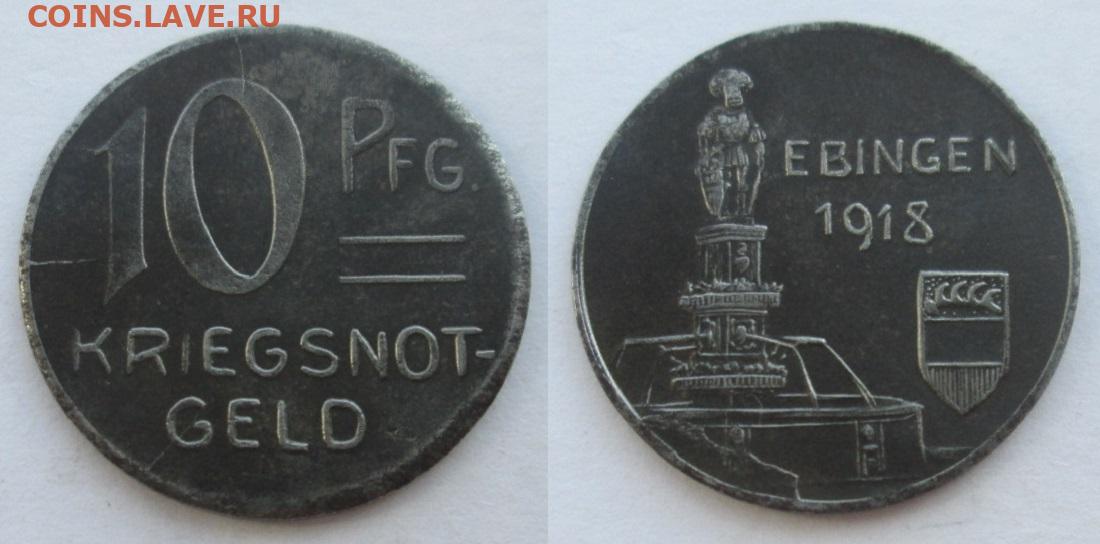 COINS.LAVE.RU
10 PFG.
KRIEGSNOT-
GELD
EBINGEN
1918